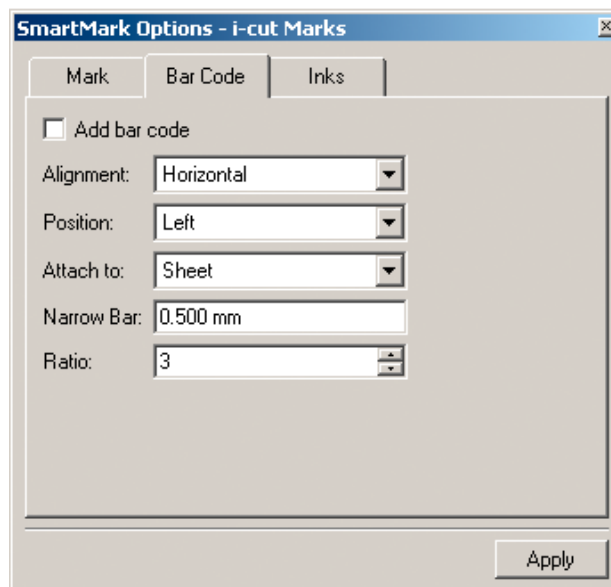 SmartMark Options - i-cut Marks
Mark Bar Code Inks
Add bar code
Alignment: Horizontal
Position: Left
Attach to: Sheet
Narrow Bar: 0.500 mm
Ratio: 3
Apply